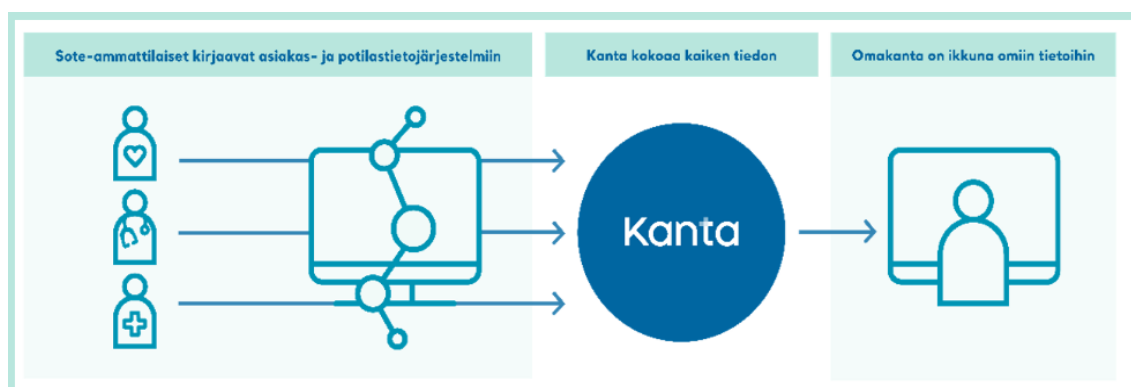 Sote-ammattilaiset kirjaavat asiakas- ja potilastietojärjestelmiin
Kanta kokoaa kaiken tiedon
Omakanta on ikkuna omiin tietoihin
Kanta